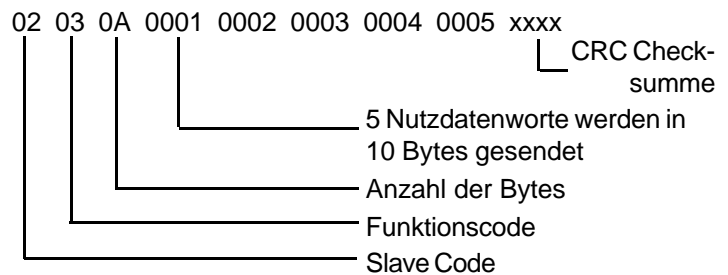 02 03 0A 0001 0002 0003 0004 0005 xxxx
CRC Check-
summe
5 Nutzdatenworte werden in
10 Bytes gesendet
Anzahl der Bytes
Funktionscode
Slave Code